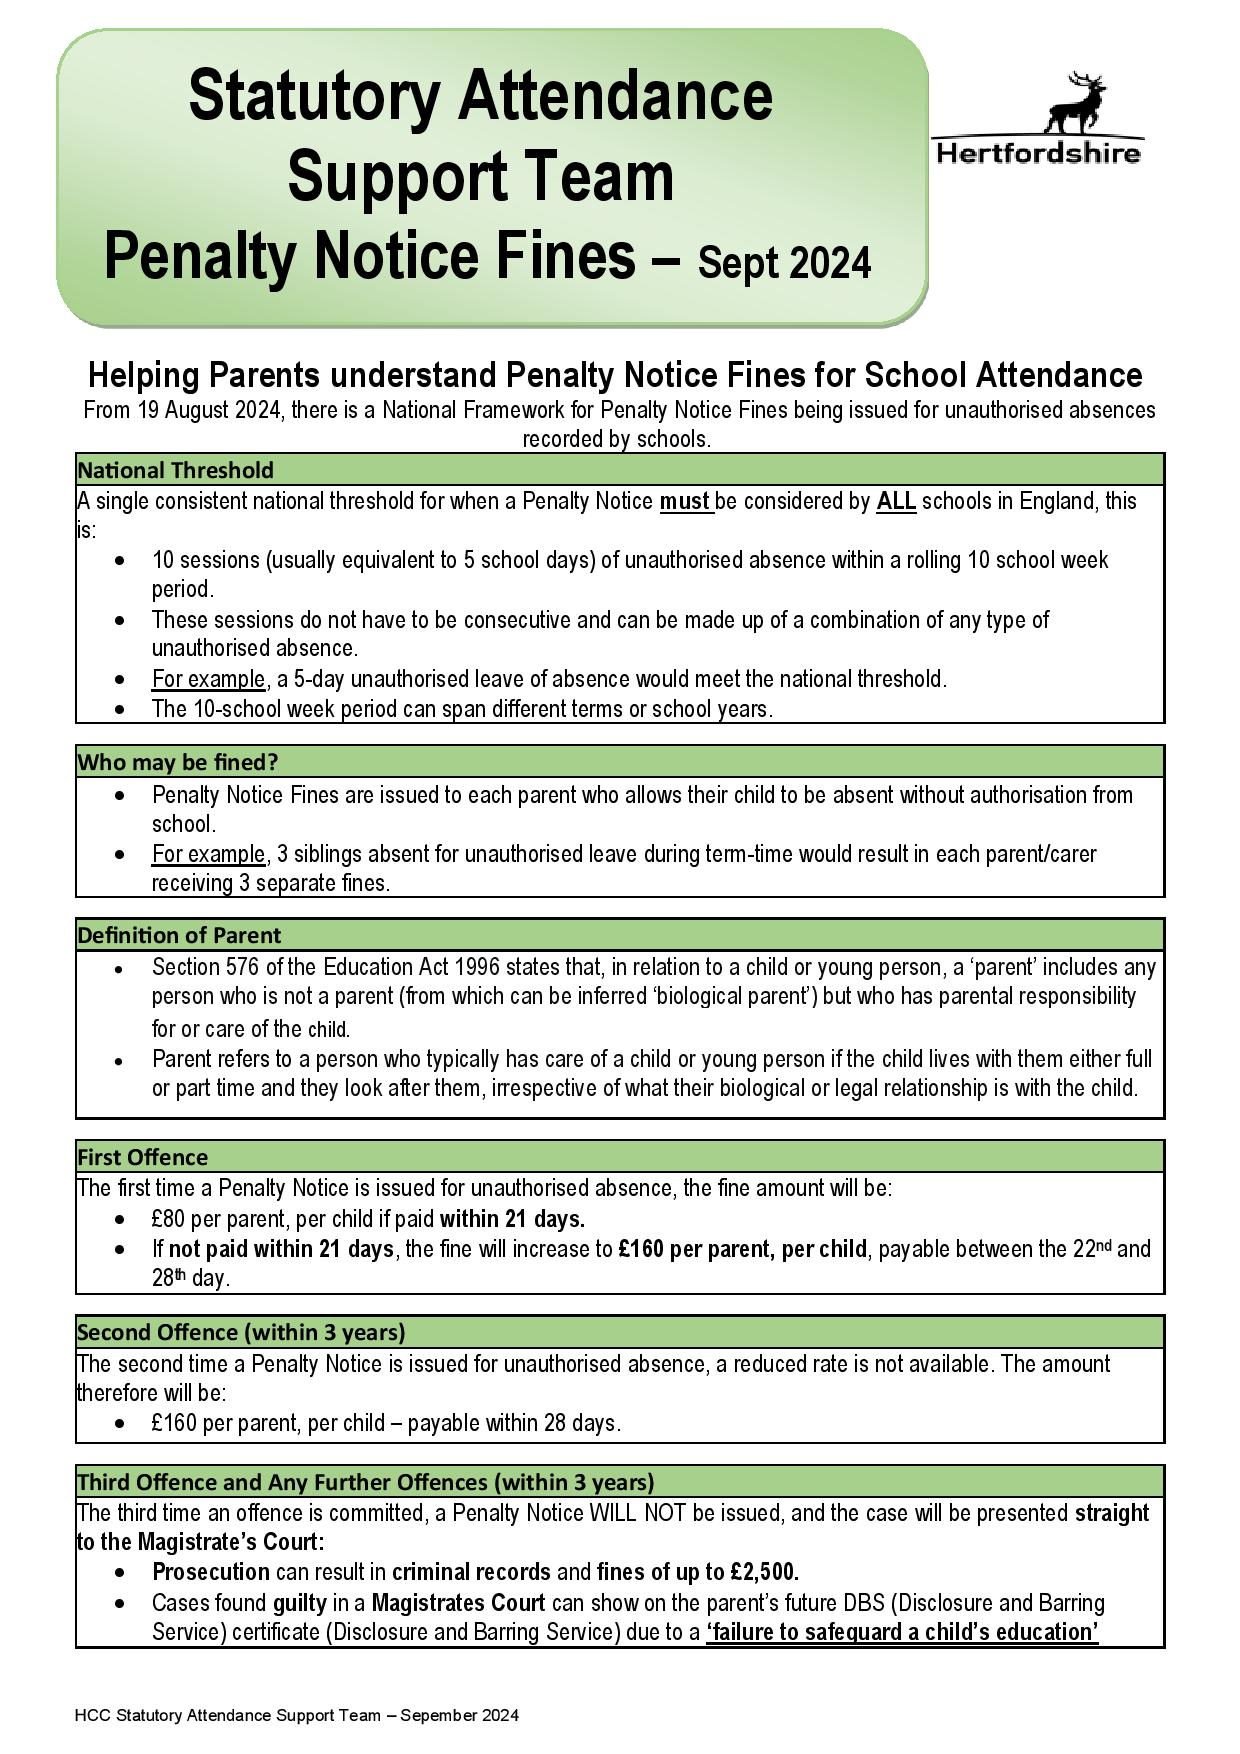 Statutory Attendance
Support Team
Penalty Notice Fines – Sept 2024
Hertfordshire
Helping Parents understand Penalty Notice Fines for School Attendance
From 19 August 2024, there is a National Framework for Penalty Notice Fines being issued for unauthorised absences
recorded by schools.
National Threshold
A single consistent national threshold for when a Penalty Notice must be considered by ALL schools in England, this
is:
• 10 sessions (usually equivalent to 5 school days) of unauthorised absence within a rolling 10 school week
period.
• These sessions do not have to be consecutive and can be made up of a combination of any type of
unauthorised absence.
• For example, a 5-day unauthorised leave of absence would meet the national threshold.
• The 10-school week period can span different terms or school years.
Who may be fined?
• Penalty Notice Fines are issued to each parent who allows their child to be absent without authorisation from
school.
• For example, 3 siblings absent for unauthorised leave during term-time would result in each parent/carer
receiving 3 separate fines.
Definition of Parent
• Section 576 of the Education Act 1996 states that, in relation to a child or young person, a ‘parent’ includes any
person who is not a parent (from which can be inferred ‘biological parent’) but who has parental responsibility
for or care of the child.
• Parent refers to a person who typically has care of a child or young person if the child lives with them either full
or part time and they look after them, irrespective of what their biological or legal relationship is with the child.
First Offence
The first time a Penalty Notice is issued for unauthorised absence, the fine amount will be:
• £80 per parent, per child if paid within 21 days.
• If not paid within 21 days, the fine will increase to £160 per parent, per child, payable between the 22nd and
28th day.
Second Offence (within 3 years)
The second time a Penalty Notice is issued for unauthorised absence, a reduced rate is not available. The amount
therefore will be:
• £160 per parent, per child – payable within 28 days.
Third Offence and Any Further Offences (within 3 years)
The third time an offence is committed, a Penalty Notice WILL NOT be issued, and the case will be presented straight
to the Magistrate’s Court:
• Prosecution can result in criminal records and fines of up to £2,500.
• Cases found guilty in a Magistrates Court can show on the parent’s future DBS (Disclosure and Barring
Service) certificate (Disclosure and Barring Service) due to a ‘failure to safeguard a child’s education’
HCC Statutory Attendance Support Team – Sepember 2024